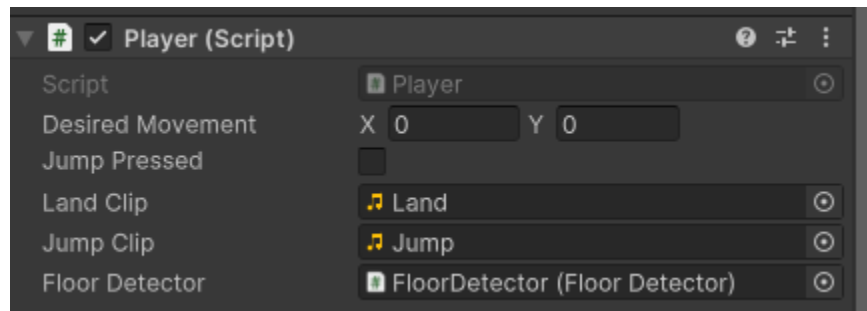 # Player (Script)
Script Player
Desired Movement X 0 Y 0
Jump Pressed
Land Clip Land
Jump Clip Jump
Floor Detector # FloorDetector (Floor Detector)